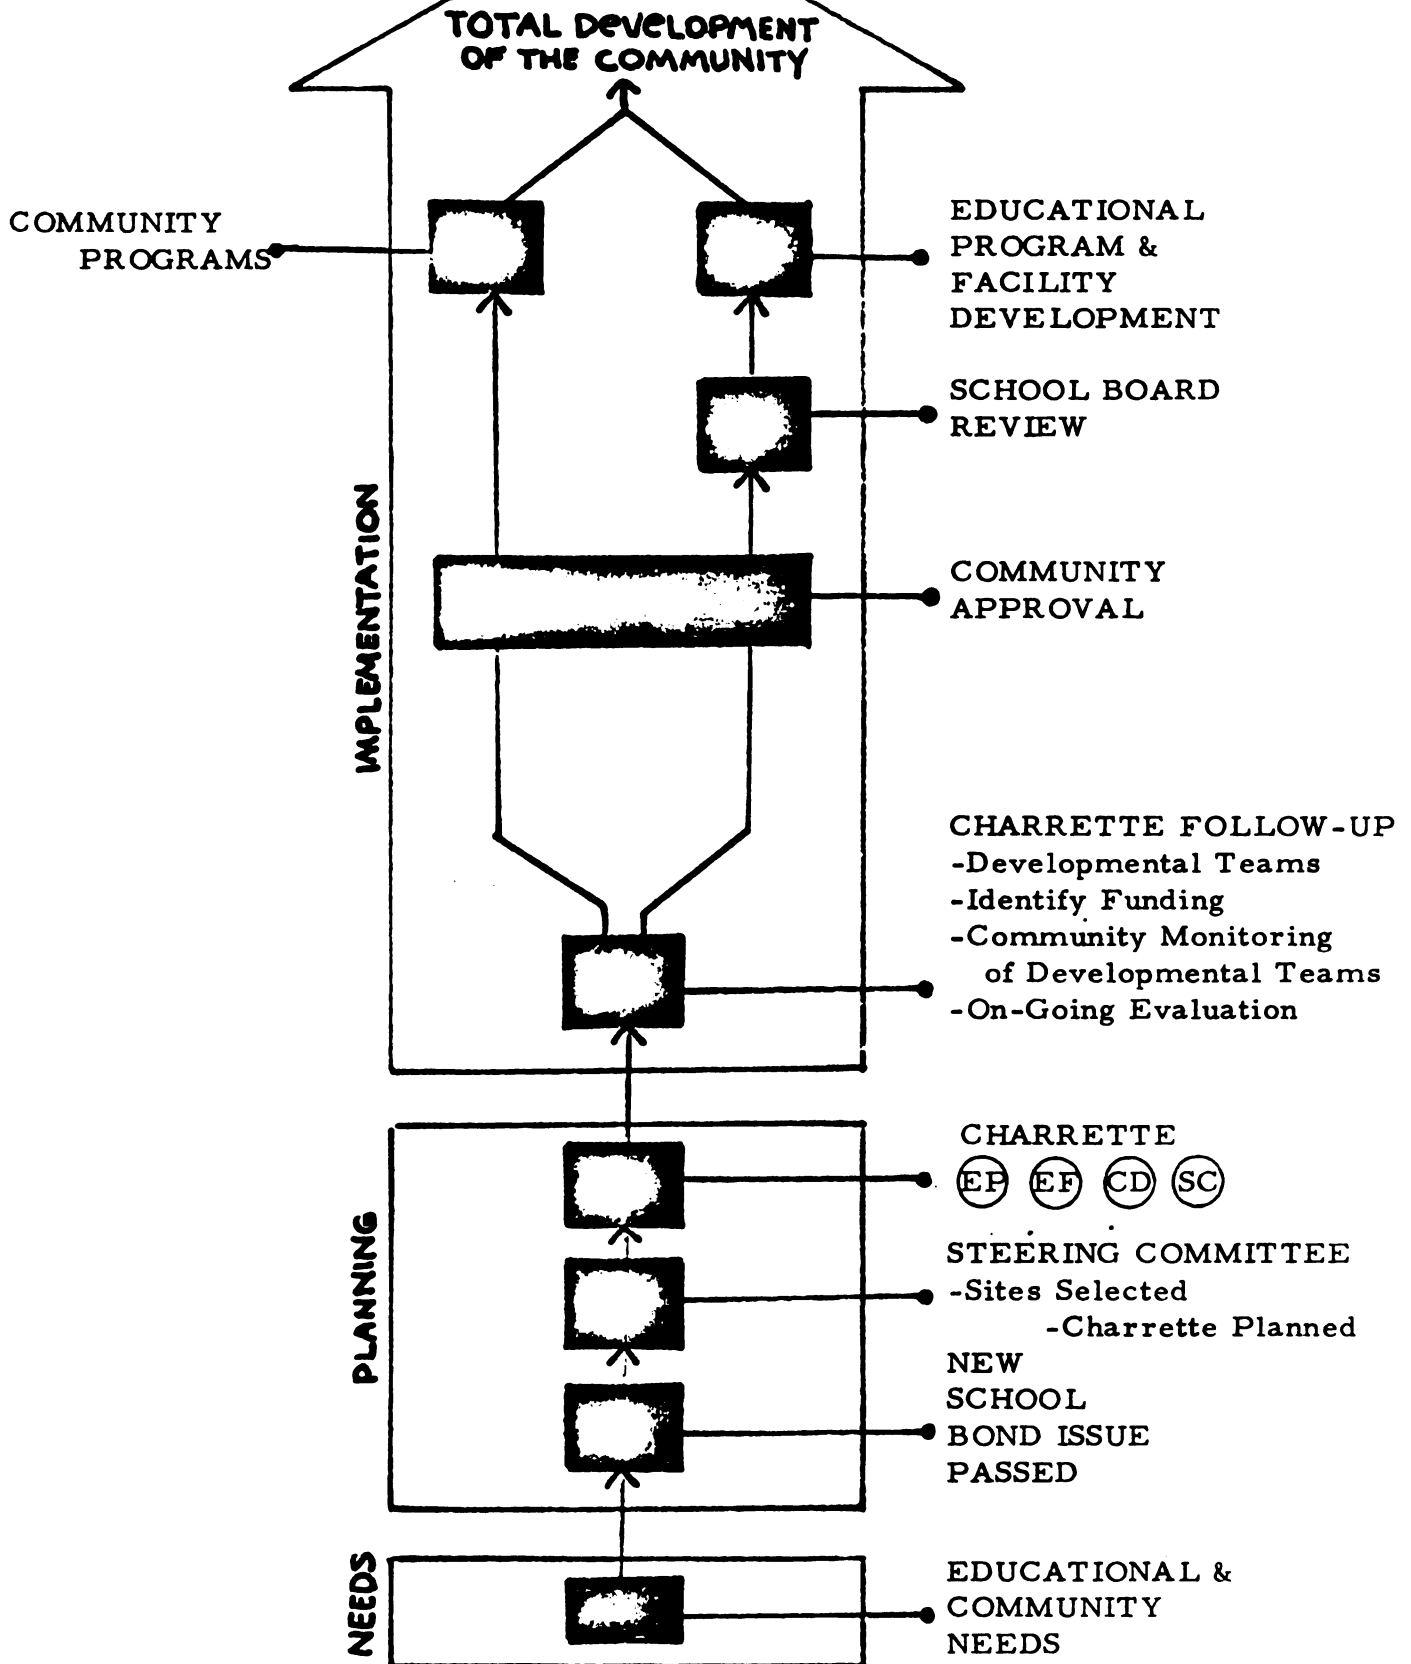 TOTAL DeVeLOPMENT
OF THE COMMUNITY
COMMUNITY
PROGRAMS
EDUCATIONAL
PROGRAM &
FACILITY
DEVELOPMENT
SCHOOL BOARD
REVIEW
IMPLEMENTATION
COMMUNITY
APPROVAL
CHARRETTE FOLLOW-UP
-Developmental Teams
-Identify Funding
-Community Monitoring
of Developmental Teams
-On-Going Evaluation
PLANNING
CHARRETTE
EP EF CD SC
STEERING COMMITTEE
-Sites Selected
-Charrette Planned
NEW
SCHOOL
BOND ISSUE
PASSED
NEEDS
EDUCATIONAL &
COMMUNITY
NEEDS